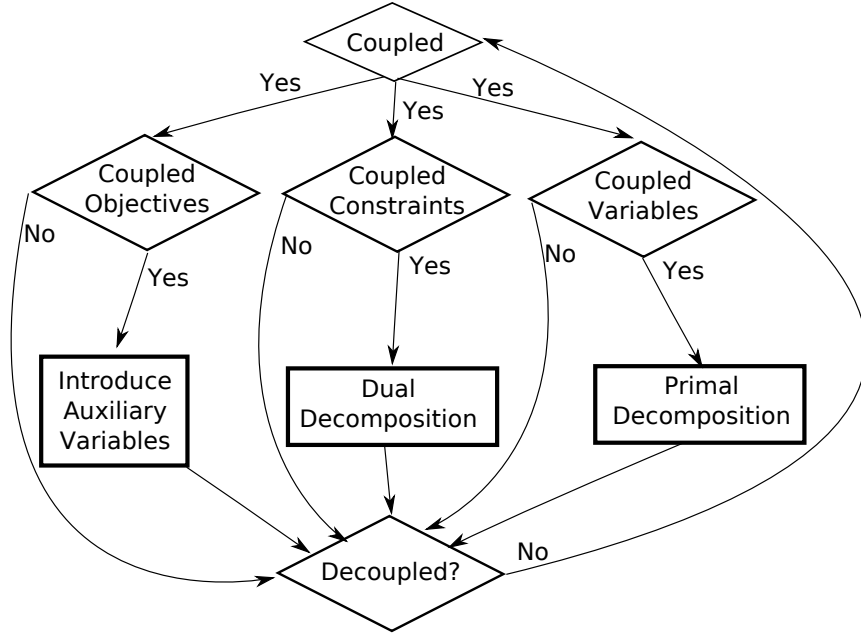 Coupled
Yes
Yes
Yes
Coupled
Objectives
Coupled
Constraints
Coupled
Variables
No
No
No
Yes
Yes
Yes
Introduce
Auxiliary
Variables
Dual
Decomposition
Primal
Decomposition
Decoupled?
No